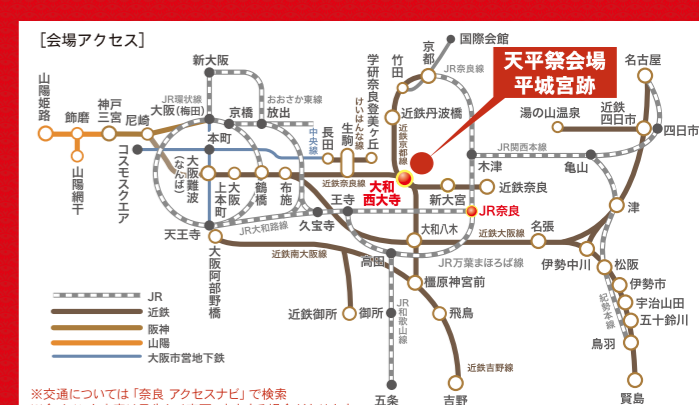 ［会場アクセス］
国際会館
京都
竹田
学研奈良登美ヶ丘
新大阪
JR奈良線
天平祭会場
平城宮跡
名古屋
山陽姫路
飾磨
神戸三宮
尼崎
JR環状線
大阪(梅田)
おおさか東線
京橋
放出
中央線
長田
生駒
けいはんな線
近鉄丹波橋
近鉄京都線
湯の山温泉
近鉄四日市
四日市
本町
コスモスクエア
山陽網干
大阪難波(なんば)
大阪上本町
鶴橋
布施
近鉄奈良線
大和西大寺
木津
JR関西本線
亀山
近鉄奈良
新大宮
JR奈良
王寺
久宝寺
JR大和路線
天王寺
大阪阿部野橋
近鉄南大阪線
大和八木
近鉄大阪線
名張
津
伊勢中川
松阪
高田
JR万葉まほろば線
橿原神宮前
紀勢本線
伊勢市
宇治山田
五十鈴川
鳥羽
賢島
近鉄御所
御所
JR和歌山線
飛鳥
近鉄吉野線
五条
吉野
JR
近鉄
阪神
山陽
大阪市営地下鉄
※交通については「奈良 アクセスナビ」で検索